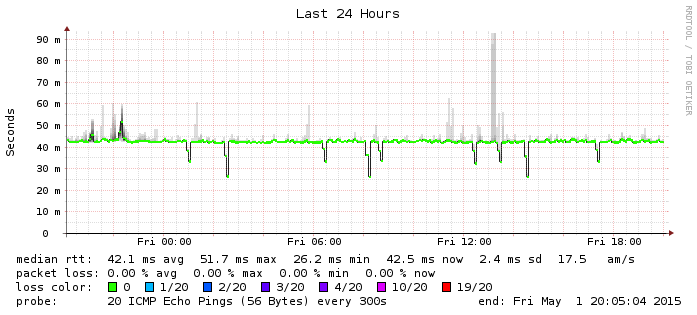 Last 24 Hours
RRDTOOL / TOBI OETIKER
Seconds
90 m
80 m
70 m
60 m
50 m
40 m
30 m
20 m
10 m
0
Fri 00:00 Fri 06:00 Fri 12:00 Fri 18:00
median rtt: 42.1 ms avg 51.7 ms max 26.2 ms min 42.5 ms now 2.4 ms sd 17.5 am/s
packet loss: 0.00 % avg 0.00 % max 0.00 % min 0.00 % now
loss color: 0 1/20 2/20 3/20 4/20 10/20 19/20
probe: 20 ICMP Echo Pings (56 Bytes) every 300s end: Fri May 1 20:05:04 2015